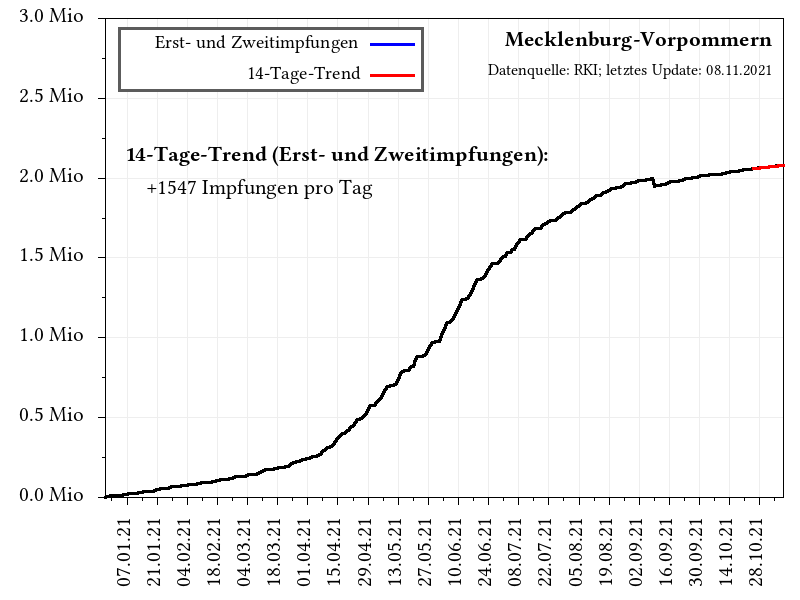 3.0 Mio
2.5 Mio
2.0 Mio
1.5 Mio
1.0 Mio
0.5 Mio
0.0 Mio
Erst- und Zweitimpfungen
14-Tage-Trend
Mecklenburg-Vorpommern
Datenquelle: RKI; letztes Update: 08.11.2021
14-Tage-Trend (Erst- und Zweitimpfungen):
+1547 Impfungen pro Tag
07.01.21
21.01.21
04.02.21
18.02.21
04.03.21
18.03.21
01.04.21
15.04.21
29.04.21
13.05.21
27.05.21
10.06.21
24.06.21
08.07.21
22.07.21
05.08.21
19.08.21
02.09.21
16.09.21
30.09.21
14.10.21
28.10.21